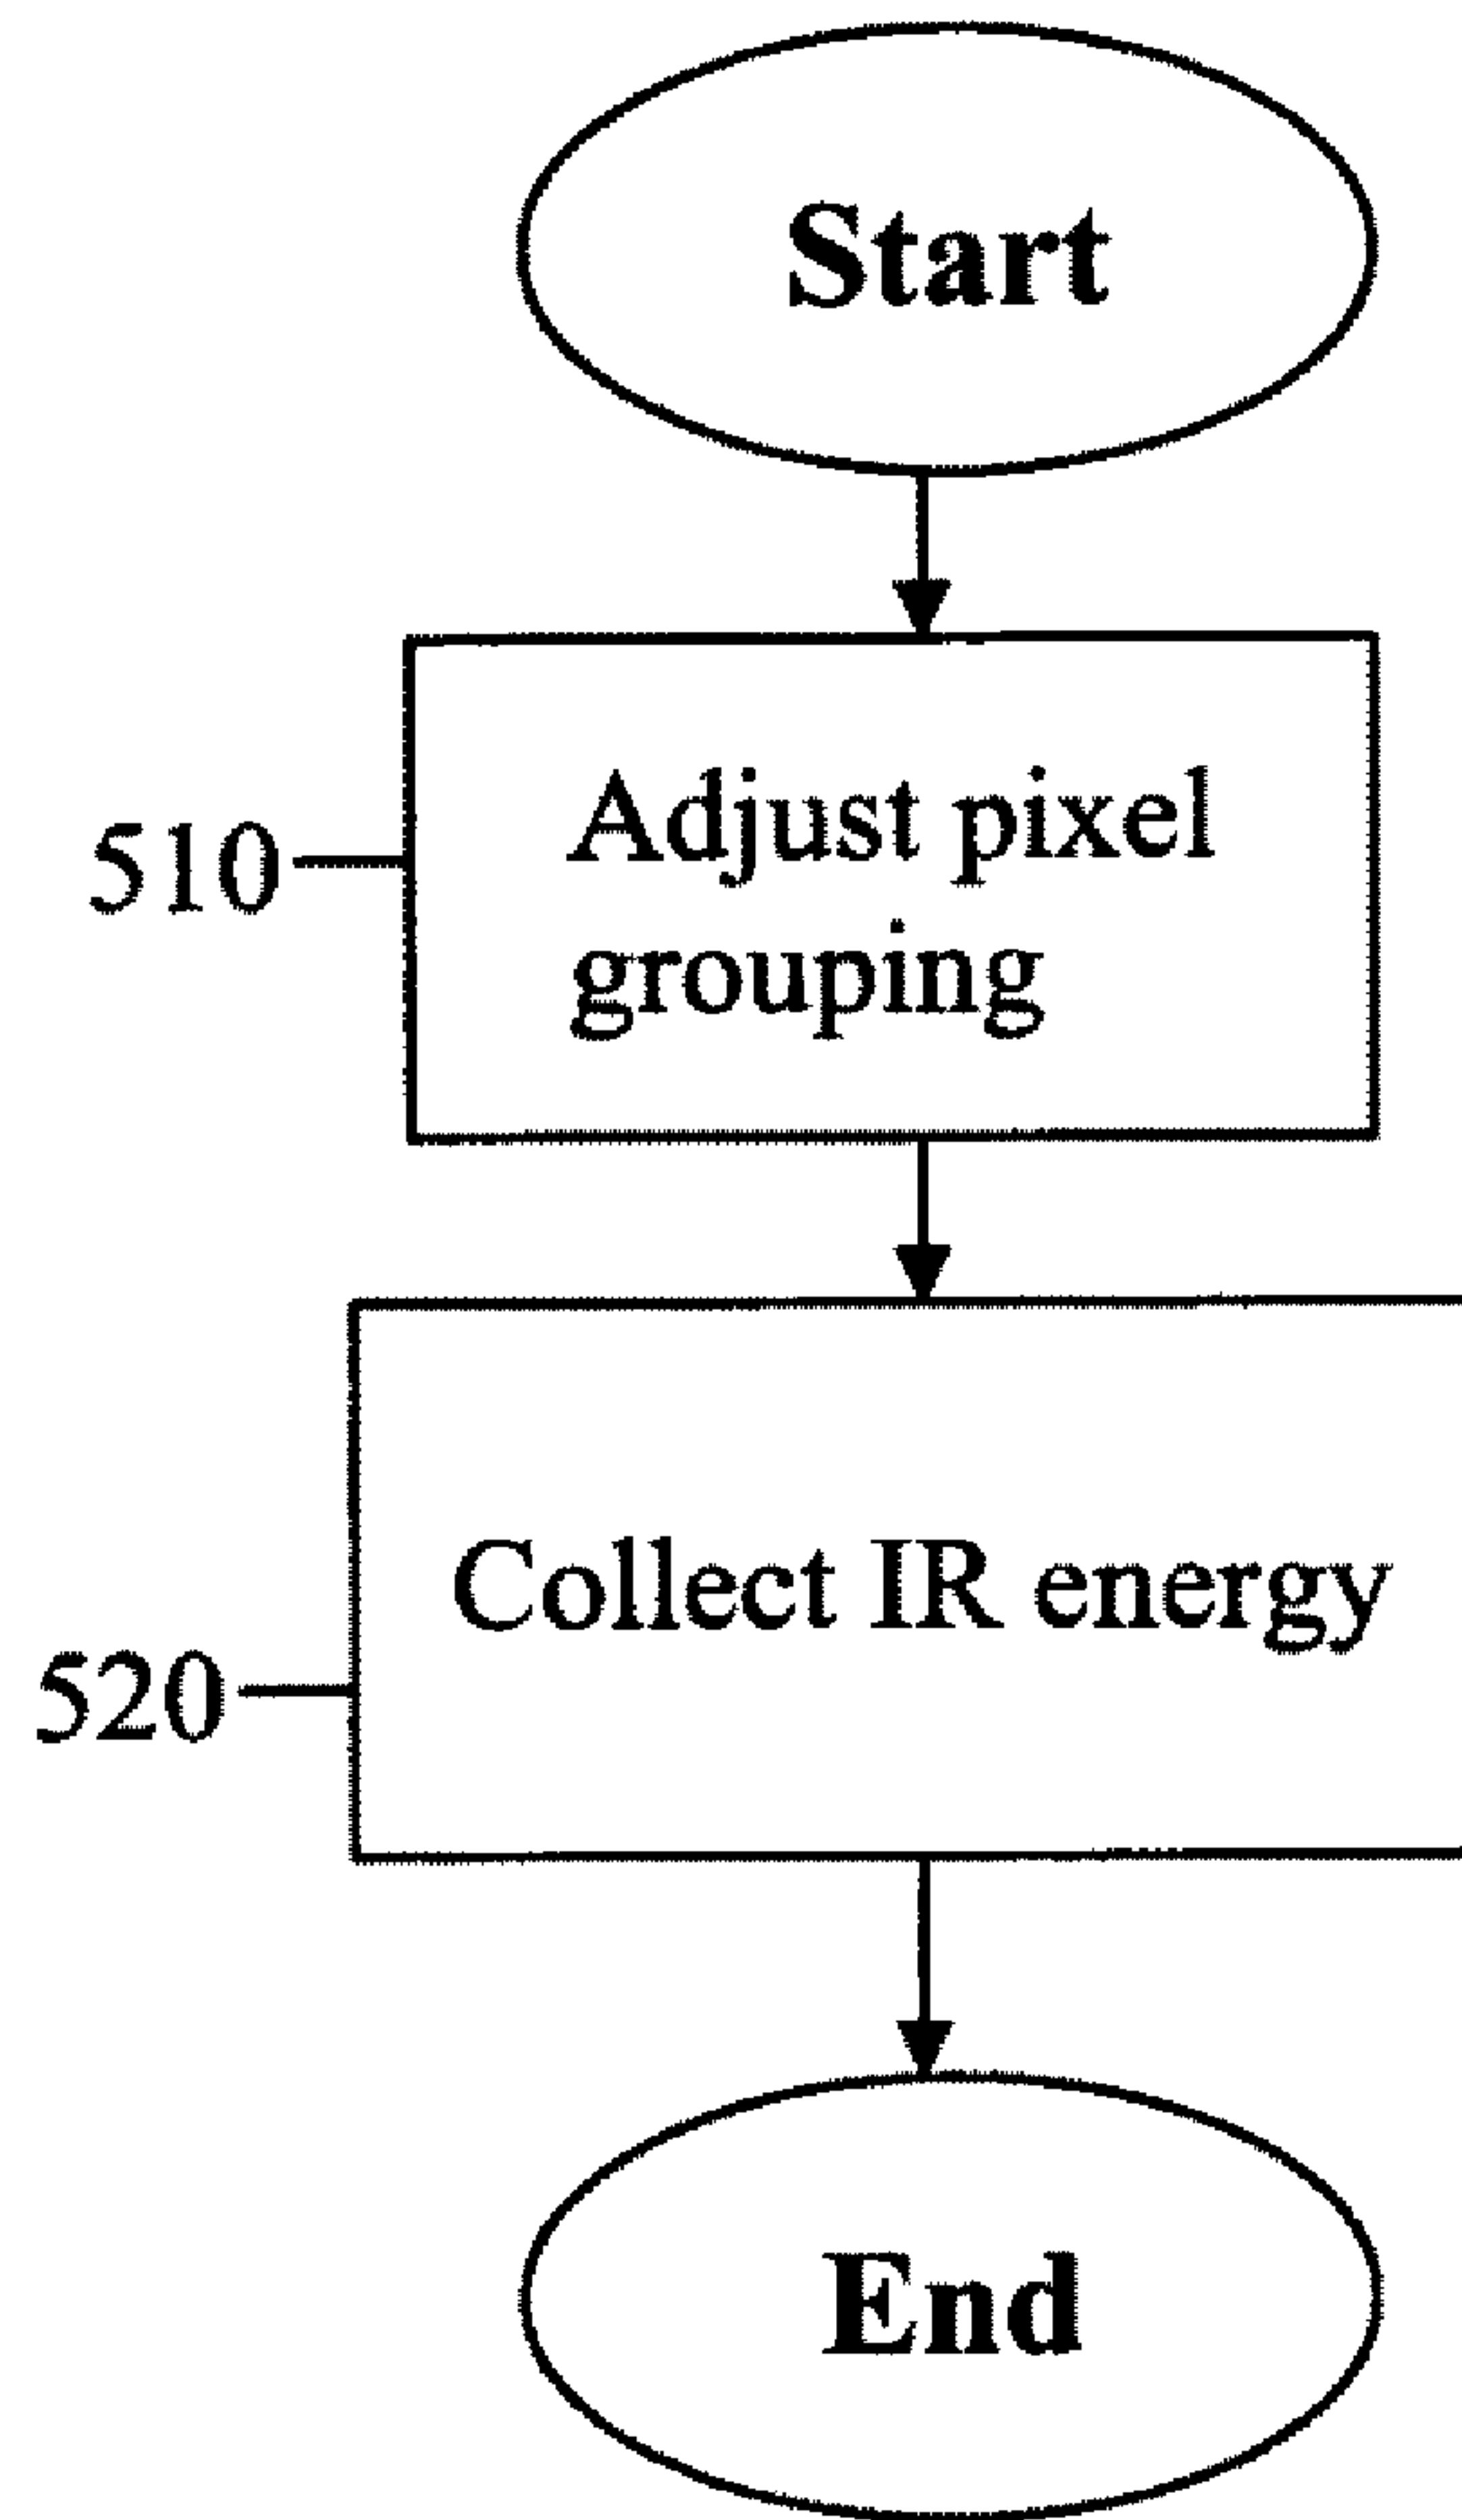 Start
510
Adjust pixel
grouping
Collect IR energy
520
End